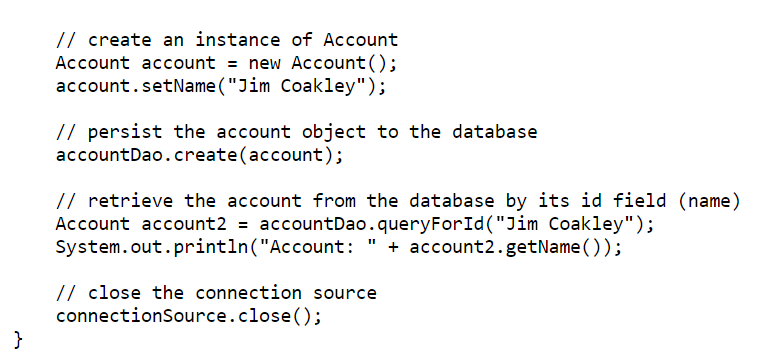 // create an instance of Account
Account account = new Account();
account.setName("Jim Coakley");
// persist the account object to the database
accountDao.create(account);
// retrieve the account from the database by its id field (name)
Account account2 = accountDao.queryForId("Jim Coakley");
System.out.println("Account: " + account2.getName());
// close the connection source
connectionSource.close();
}